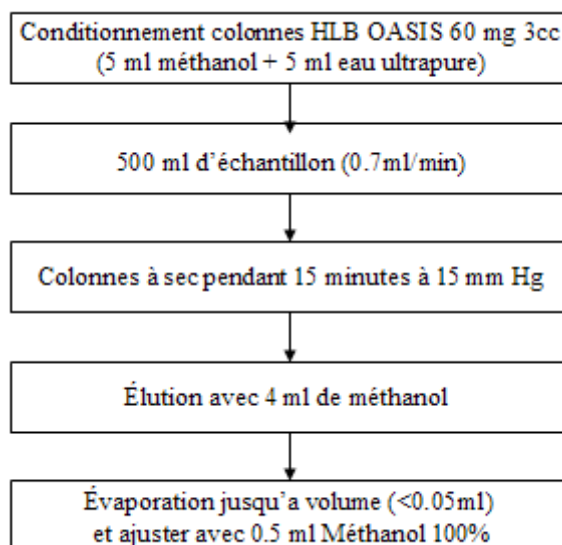 Conditionnement colonnes HLB OASIS 60 mg 3cc
(5 ml méthanol + 5 ml eau ultrapure)
500 ml d'échantillon (0.7ml/min)
Colonnes à sec pendant 15 minutes à 15 mm Hg
Élution avec 4 ml de méthanol
Évaporation jusqu'a volume (<0.05ml)
et ajuster avec 0.5 ml Méthanol 100%